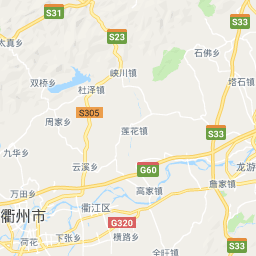 S31
太真乡
S23
S33
石佛乡
峡川镇
双桥乡
杜泽镇
塔石镇
S305
周家乡
莲花镇
S33
九华乡
云溪乡
G60
龙游
万田乡
高家镇
詹家镇
衢州市
衢江区
G320
荷花
下张乡
横路乡
S33
全旺镇